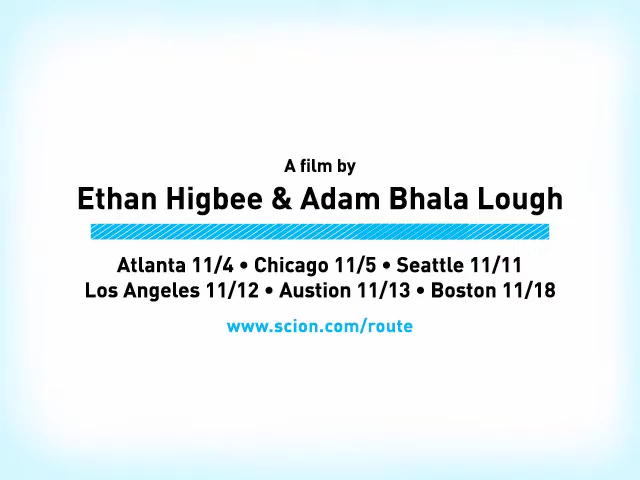 A film by
Ethan Higbee & Adam Bhala Lough
Atlanta 11/4 • Chicago 11/5 • Seattle 11/11
Los Angeles 11/12 • Austion 11/13 • Boston 11/18
www.scion.com/route